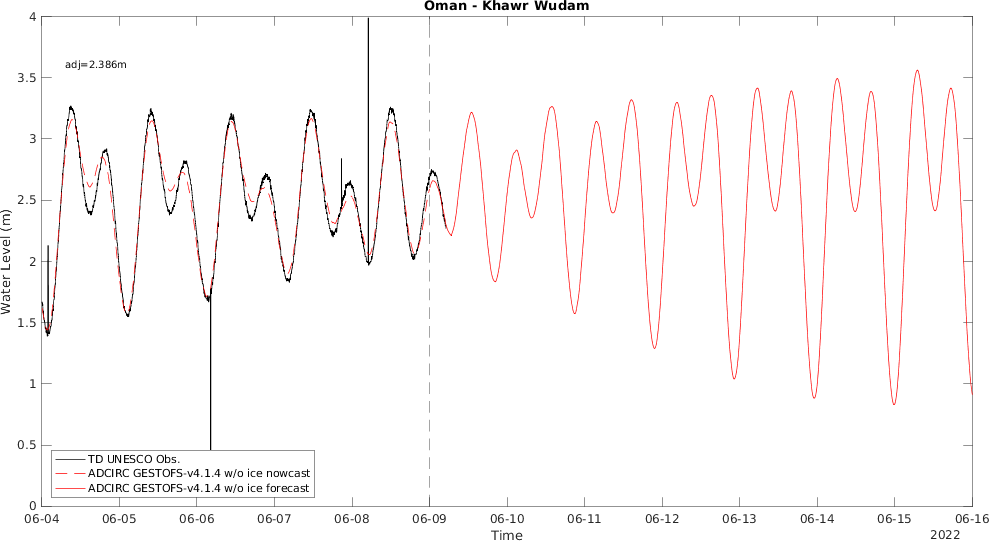 Oman - Khawr Wudam
adj=2.386m
Water Level (m)
4
3.5
3
2.5
2
1.5
1
0.5
0
TD UNESCO Obs.
ADCIRC GESTOFS-v4.1.4 w/o ice nowcast
ADCIRC GESTOFS-v4.1.4 w/o ice forecast
06-04 06-05 06-06 06-07 06-08 06-09 06-10 06-11 06-12 06-13 06-14 06-15 06-16
Time
2022